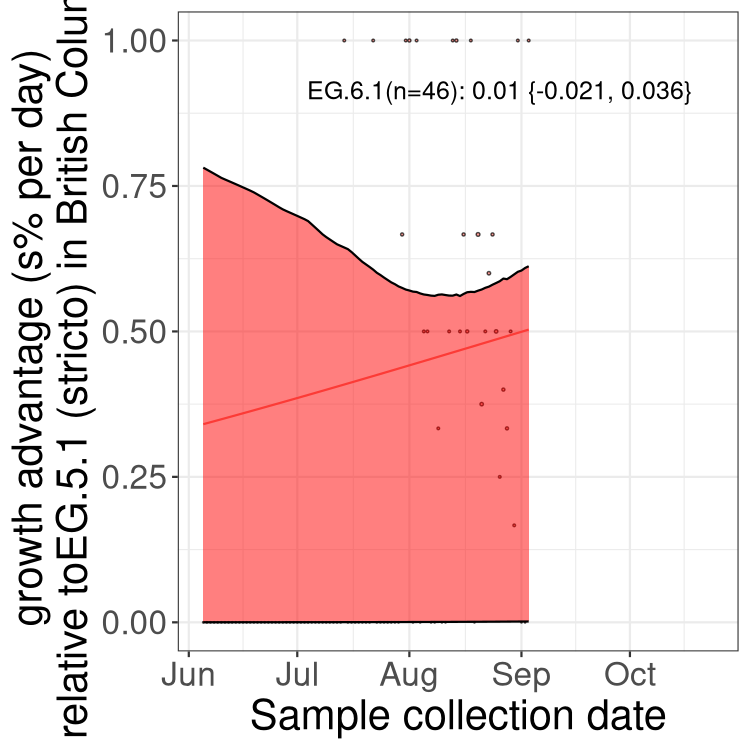 growth advantage (s% per day)
relative toEG.5.1 (stricto) in British
1.00
0.75
0.50
0.25
0.00
EG.6.1(n=46): 0.01 {-0.021, 0.036}
Jun Jul Aug Sep Oct
Sample collection date